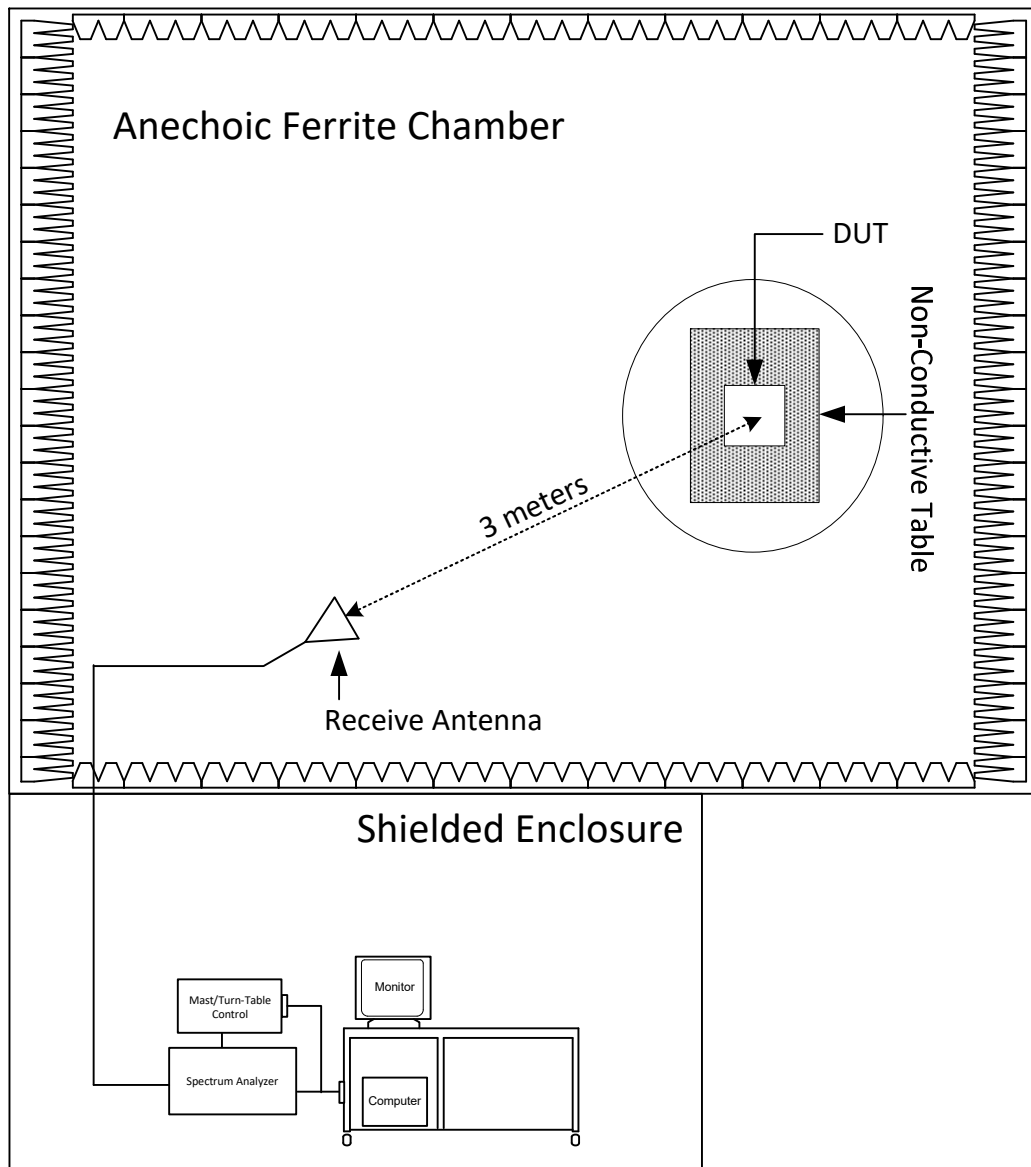 Anechoic Ferrite Chamber
DUT
Non-Conductive Table
3 meters
Receive Antenna
Shielded Enclosure
Monitor
Mast/Turn-Table
Control
Spectrum Analyzer
Computer